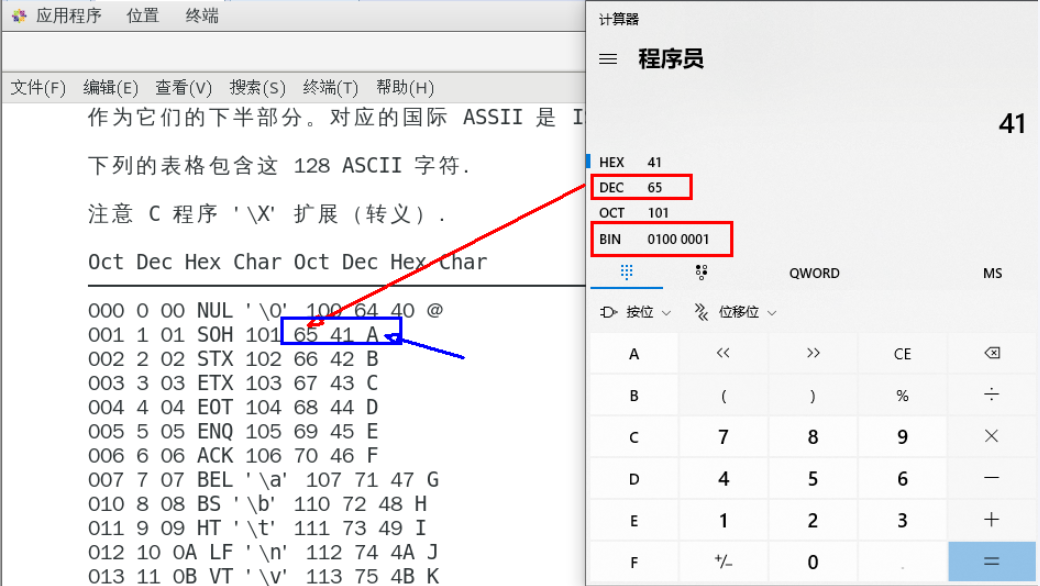 应用程序 位置 终端
文件(F) 编辑(E) 查看(V) 搜索(S) 终端(T) 帮助(H)
作为它们的下半部分。对应的国际 ASSII 是 I
下列的表格包含这 128 ASCII 字符.
注意 C 程序 '\X' 扩展（转义）.
Oct Dec Hex Char Oct Dec Hex Char
000 0 00 NUL '\0' 100 64 40 @
001 1 01 SOH 101 65 41 A
002 2 02 STX 102 66 42 B
003 3 03 ETX 103 67 43 C
004 4 04 EOT 104 68 44 D
005 5 05 ENQ 105 69 45 E
006 6 06 ACK 106 70 46 F
007 7 07 BEL '\a' 107 71 47 G
010 8 08 BS '\b' 110 72 48 H
011 9 09 HT '\t' 111 73 49 I
012 10 0A LF '\n' 112 74 4A J
013 11 0B VT '\v' 113 75 4B K
计算器
程序员
41
HEX 41
DEC 65
OCT 101
BIN 0100 0001
QWORD MS
按位 位移位
A << >> CE
B ( ) % ÷
C 7 8 9 ×
D 4 5 6 −
E 1 2 3 +
F +/− 0 . =